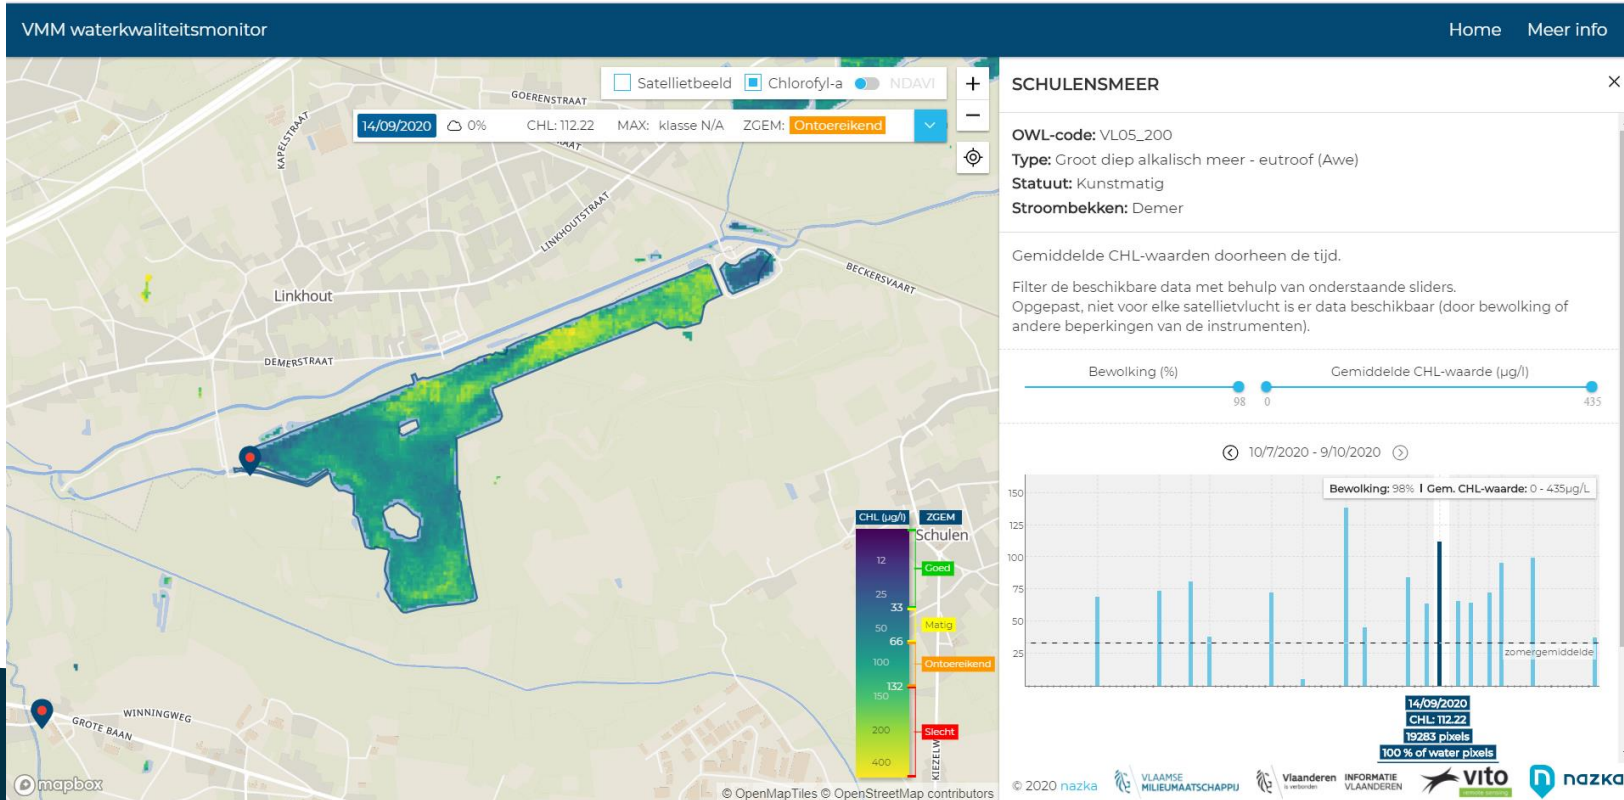 VMM waterkwaliteitsmonitor
Home
Meer info
Satellietbeeld
Chlorofyl-a
NDAVI
14/09/2020
0%
CHL: 112.22
MAX: klasse N/A
ZGEM: Ontoereikend
GOERENSTRAAT
KAPELSTRAAT
LINKHOUTSTRAAT
BECKERSVAART
Linkhout
DEMERSTRAAT
Schulen
WINNINGWEG
GROTE BAAN
CHL (µg/l)
ZGEM
12
25
33
50
66
100
132
150
200
400
Goed
Matig
Ontoereikend
Slecht
mapbox
© OpenMapTiles © OpenStreetMap contributors
SCHULENSMEER
OWL-code: VL05_200
Type: Groot diep alkalisch meer - eutroof (Awe)
Statuut: Kunstmatig
Stroombekken: Demer
Gemiddelde CHL-waarden doorheen de tijd.
Filter de beschikbare data met behulp van onderstaande sliders.
Opgepast, niet voor elke satellietvlucht is er data beschikbaar (door bewolking of
andere beperkingen van de instrumenten).
Bewolking (%)
98
Gemiddelde CHL-waarde (µg/l)
0
435
10/7/2020 - 9/10/2020
Bewolking: 98% I Gem. CHL-waarde: 0 - 435µg/L
150
125
100
75
50
25
zomergemiddelde
14/09/2020
CHL: 112.22
19283 pixels
100 % of water pixels
© 2020 nazka
VLAAMSE
MILIEUMAATSCHAPPIJ
Vlaanderen
is verbonden
INFORMATIE
VLAANDEREN
vito
remote sensing
nazka